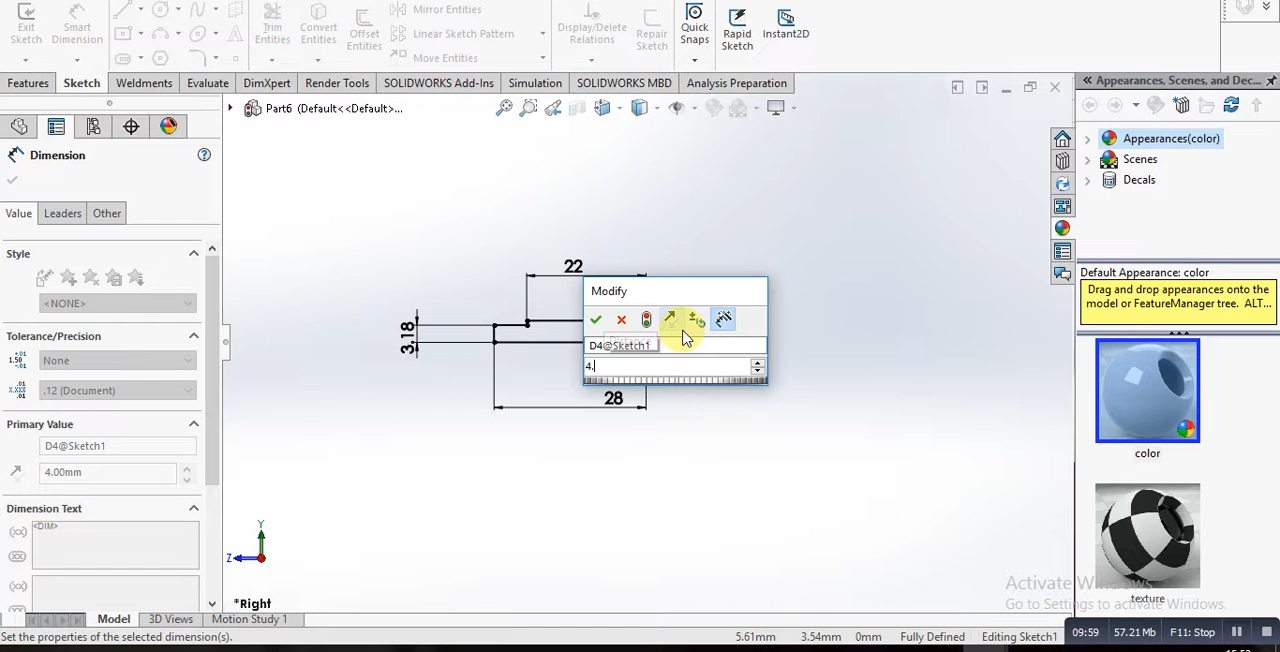 Exit Sketch
Smart Dimension
Trim Entities
Convert Entities
Offset Entities
Mirror Entities
Linear Sketch Pattern
Move Entities
Display/Delete Relations
Repair Sketch
Quick Snaps
Rapid Sketch
Instant2D
Features
Sketch
Weldments
Evaluate
DimXpert
Render Tools
SOLIDWORKS Add-Ins
Simulation
SOLIDWORKS MBD
Analysis Preparation
Appearances, Scenes, and Dec...
Part6 (Default<<Default>...
Dimension
Value
Leaders
Other
Style
<NONE>
Tolerance/Precision
None
.12 (Document)
Primary Value
D4@Sketch1
4.00mm
Dimension Text
<DIM>
22
3.18
28
Modify
D4@Sketch1
4.
Appearances(color)
Scenes
Decals
Default Appearance: color
Drag and drop appearances onto the
model or FeatureManager tree. ALT...
color
texture
Y
Z
*Right
Model
3D Views
Motion Study 1
Activate Windows
Go to Settings to activate Windows.
Set the properties of the selected dimension(s).
5.61mm
3.54mm
0mm
Fully Defined
Editing Sketch1
09:59
57.21Mb
F11: Stop